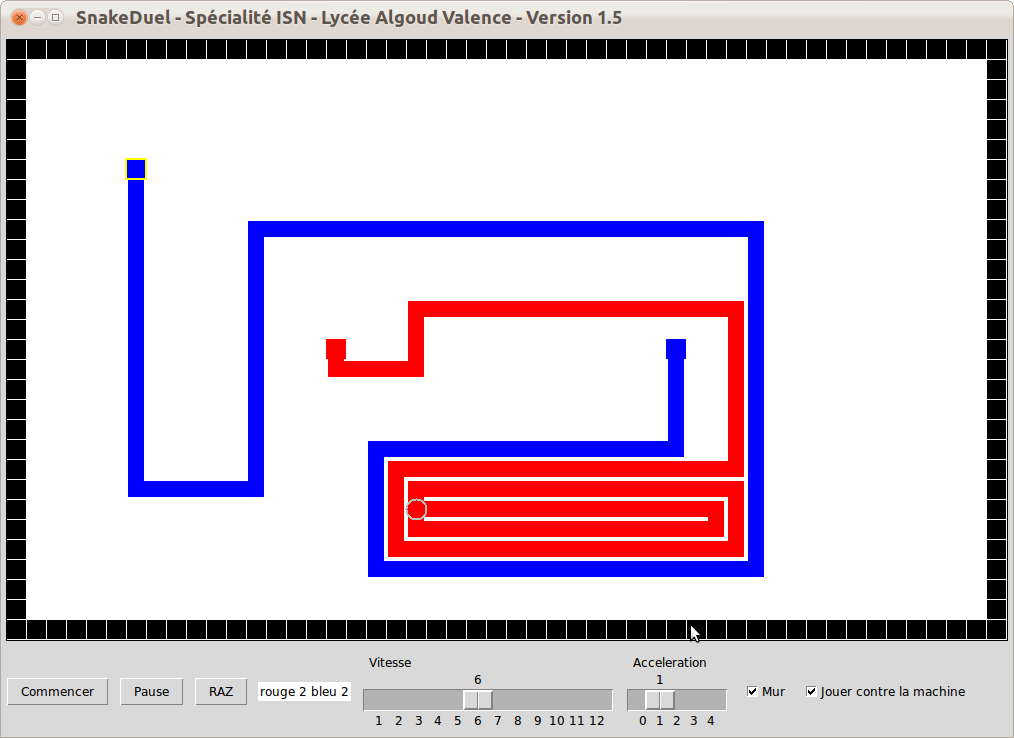 SnakeDuel - Spécialité ISN - Lycée Algoud Valence - Version 1.5
Vitesse Acceleration
6 1
Commencer Pause RAZ rouge 2 bleu 2 Mur Jouer contre la machine
1 2 3 4 5 6 7 8 9 10 11 12 0 1 2 3 4